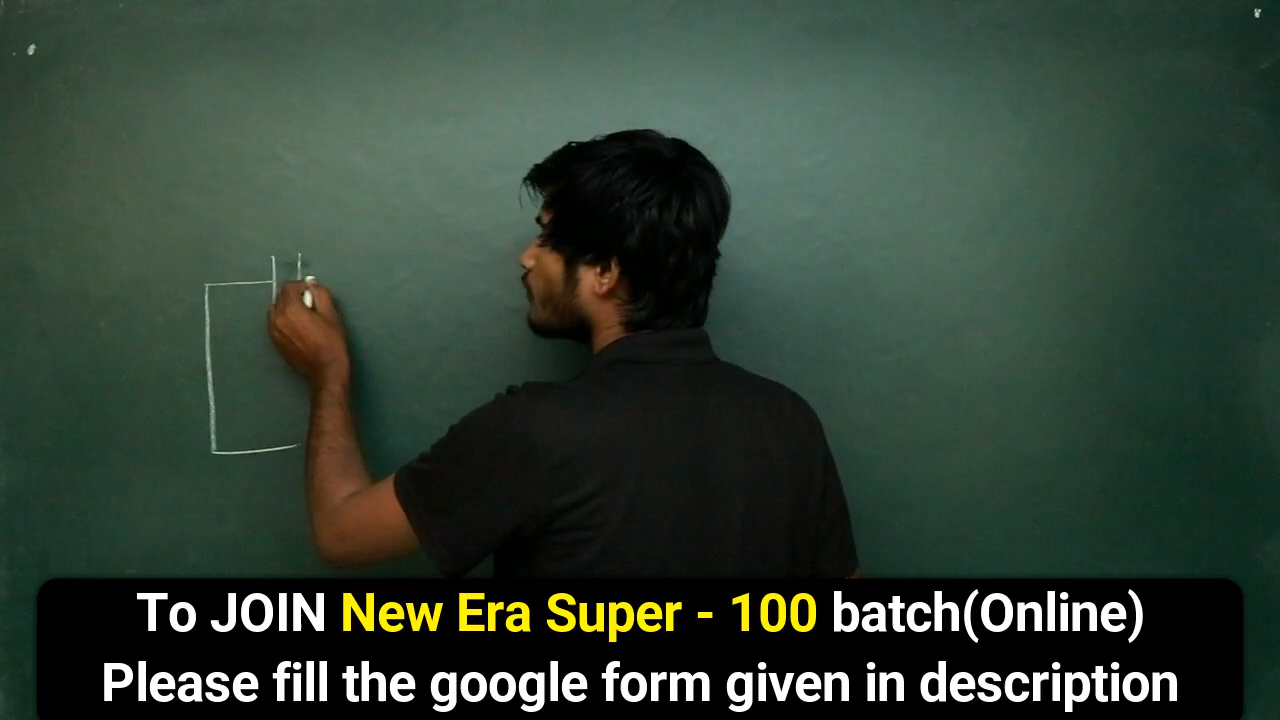 To JOIN New Era Super - 100 batch(Online)
Please fill the google form given in description